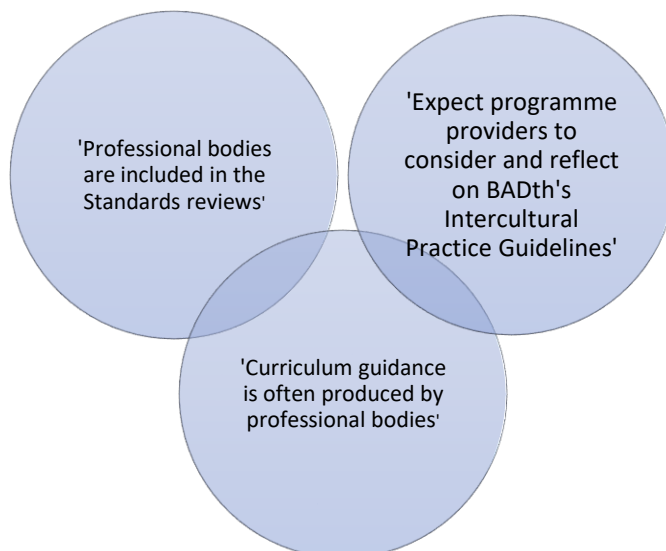 'Professional bodies
are included in the
Standards reviews'
'Expect programme
providers to
consider and reflect
on BADth's
Intercultural
Practice Guidelines'
'Curriculum guidance
is often produced by
professional bodies'